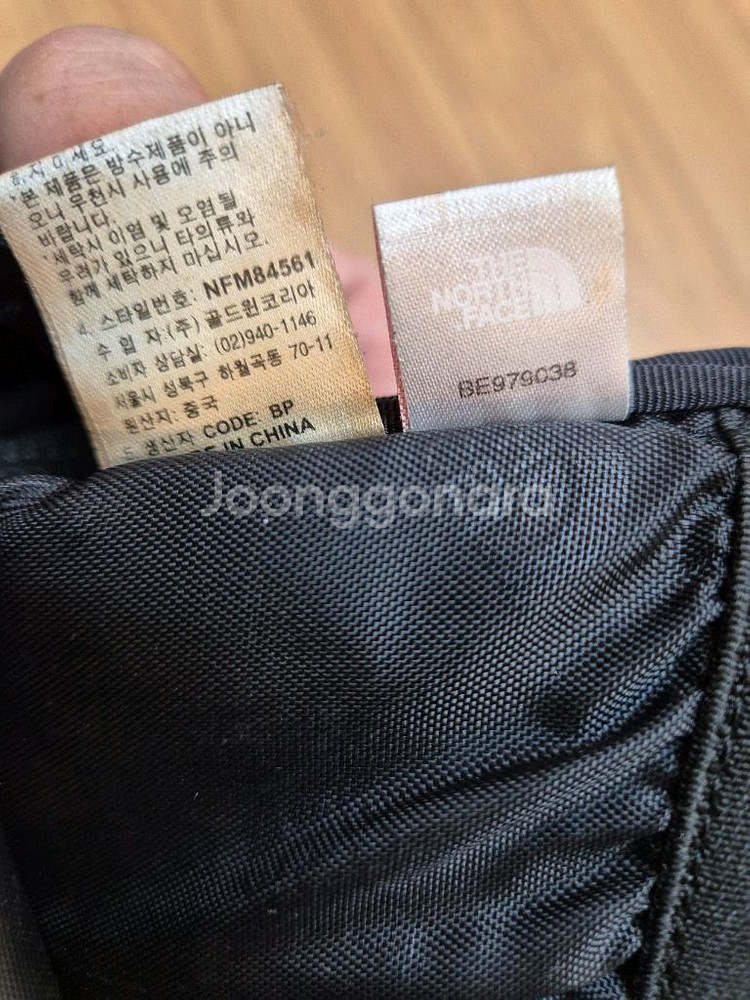 마세요.
*본 제품은 방수제품이 아니
오니 우천시 사용에 주의
바랍니다.
*세탁시 이염 및 오염될
우려가 있으니 타의류와
함께 세탁하지 마십시오.
4. 스타일번호: NFM84561
수 입 자:(주) 골드윈코리아
소비자 상담실: (02)940-1146
서울시 성북구 하월곡동 70-11
원산지: 중국
생산자 CODE: BP
IN CHINA
THE
NORTH
FACE
BE979038
Joonggonara